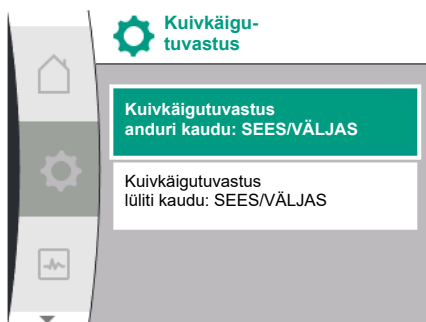 Kuivkäigu-
tuvastus
Kuivkäigutuvastus
anduri kaudu: SEES/VÄLJAS
Kuivkäigutuvastus
lüliti kaudu: SEES/VÄLJAS